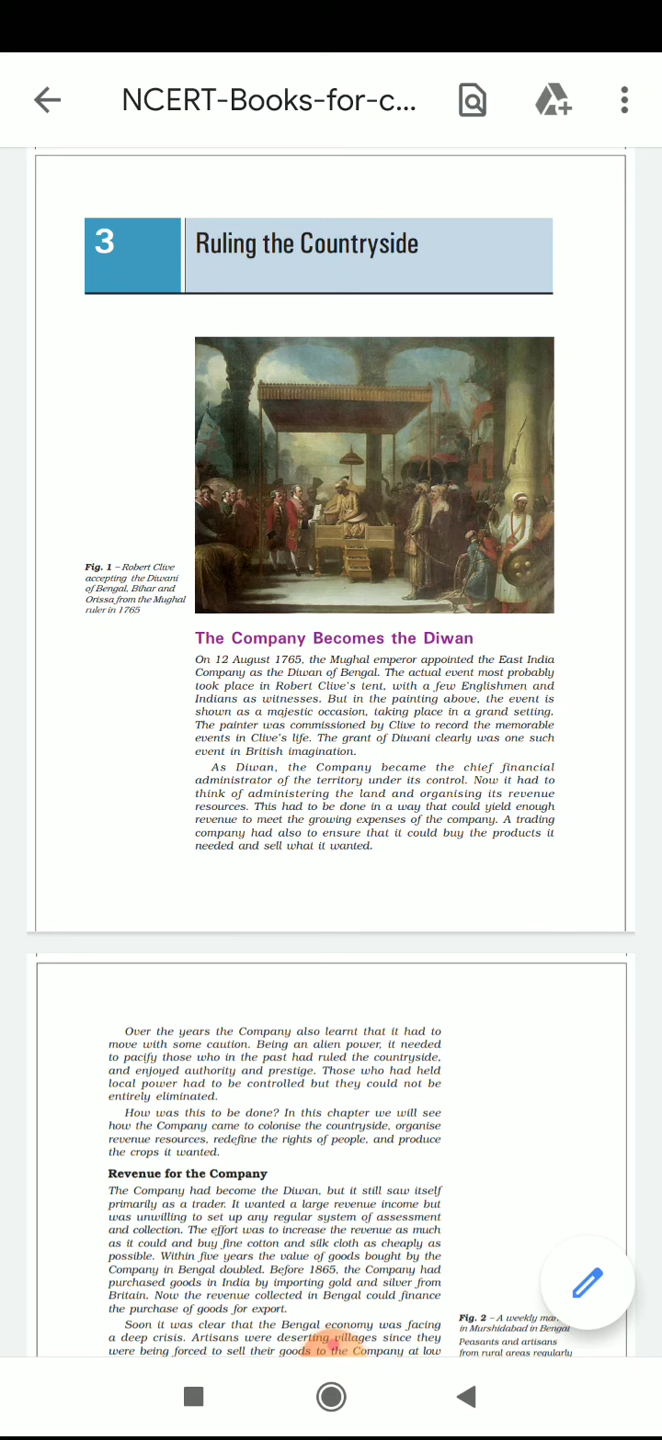 NCERT-Books-for-c...
3
Ruling the Countryside
Fig. 1 – Robert Clive
accepting the Diwani
of Bengal, Bihar and
Orissa from the Mughal
ruler in 1765
The Company Becomes the Diwan
On 12 August 1765, the Mughal emperor appointed the East India
Company as the Diwan of Bengal. The actual event most probably
took place in Robert Clive's tent, with a few Englishmen and
Indians as witnesses. But in the painting above, the event is
shown as a majestic occasion, taking place in a grand setting.
The painter was commissioned by Clive to record the memorable
events in Clive's life. The grant of Diwani clearly was one such
event in British imagination.
As Diwan, the Company became the chief financial
administrator of the territory under its control. Now it had to
think of administering the land and organising its revenue
resources. This had to be done in a way that could yield enough
revenue to meet the growing expenses of the company. A trading
company had also to ensure that it could buy the products it
needed and sell what it wanted.
Over the years the Company also learnt that it had to
move with some caution. Being an alien power, it needed
to pacify those who in the past had ruled the countryside,
and enjoyed authority and prestige. Those who had held
local power had to be controlled but they could not be
entirely eliminated.
How was this to be done? In this chapter we will see
how the Company came to colonise the countryside, organise
revenue resources, redefine the rights of people, and produce
the crops it wanted.
Revenue for the Company
The Company had become the Diwan, but it still saw itself
primarily as a trader. It wanted a large revenue income but
was unwilling to set up any regular system of assessment
and collection. The effort was to increase the revenue as much
as it could and buy fine cotton and silk cloth as cheaply as
possible. Within five years the value of goods bought by the
Company in Bengal doubled. Before 1865, the Company had
purchased goods in India by importing gold and silver from
Britain. Now the revenue collected in Bengal could finance
the purchase of goods for export.
Soon it was clear that the Bengal economy was facing
a deep crisis. Artisans were deserting villages since they
were being forced to sell their goods to the Company at low
Fig. 2 – A weekly
in Murshidabad in Bengal
Peasants and artisans
from rural areas regularly